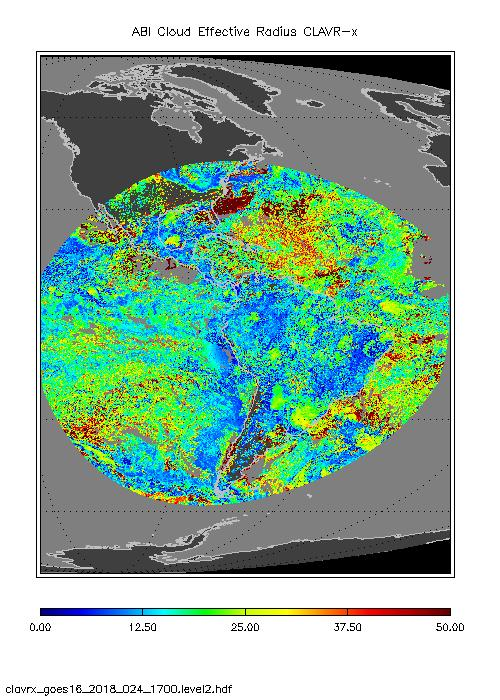 ABI Cloud Effective Radius CLAVR-x
0.00 12.50 25.00 37.50 50.00
clavrx_goes16_2018_024_1700.level2.hdf